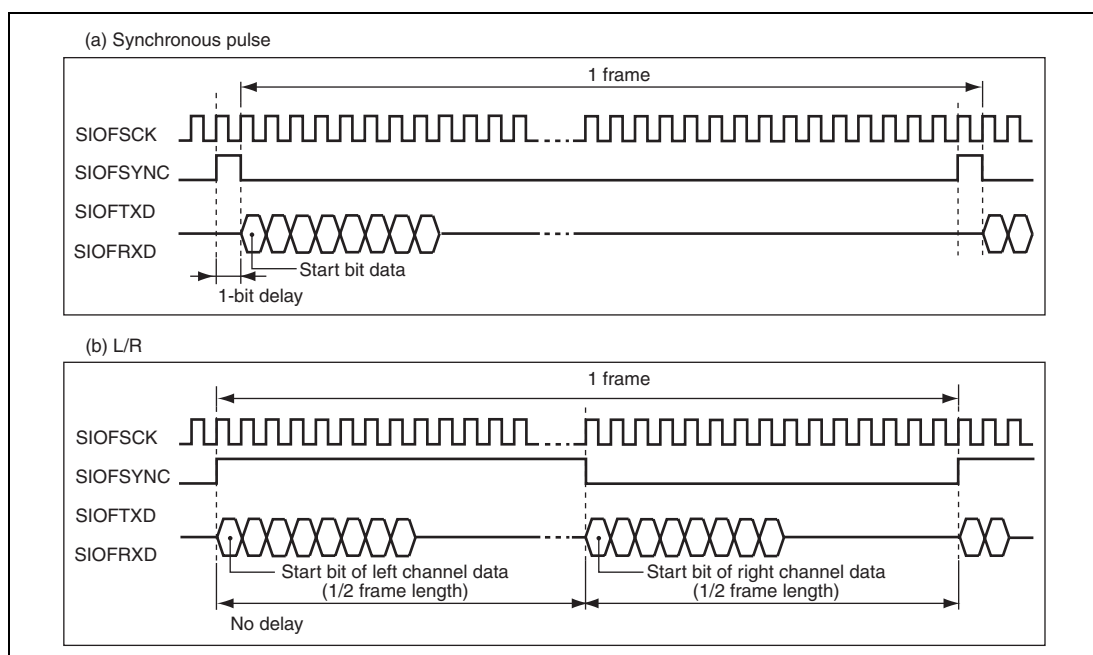 (a) Synchronous pulse
1 frame
SIOFSCK
SIOFSYNC
SIOFTXD
SIOFRXD
Start bit data
1-bit delay
(b) L/R
1 frame
SIOFSCK
SIOFSYNC
SIOFTXD
SIOFRXD
Start bit of left channel data
(1/2 frame length)
Start bit of right channel data
(1/2 frame length)
No delay